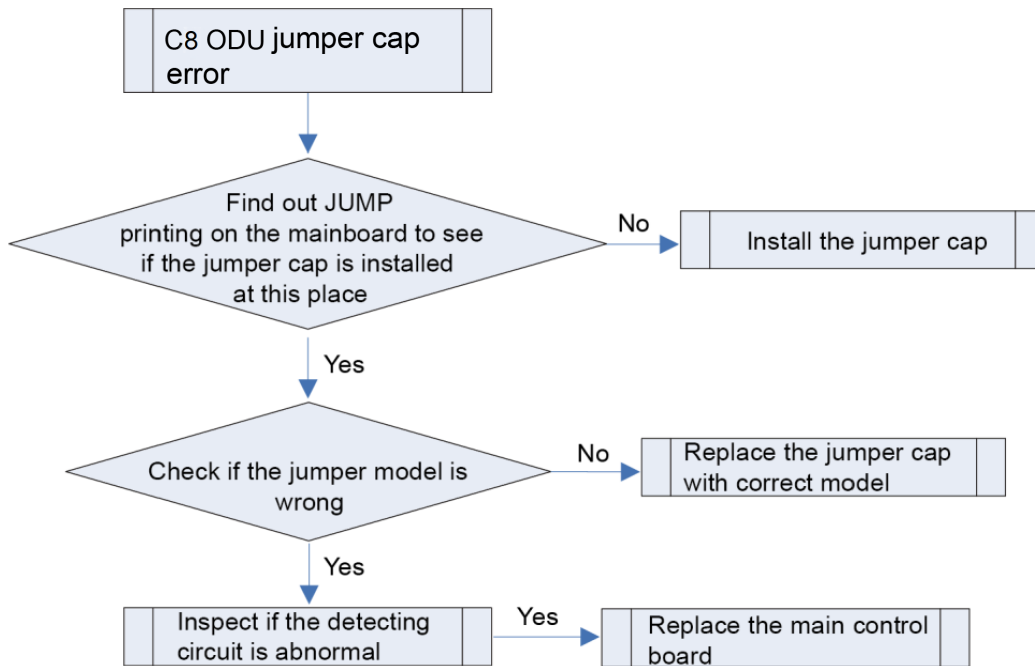 C8 ODU jumper cap
error
Find out JUMP
printing on the mainboard to see
if the jumper cap is installed
at this place
No
Install the jumper cap
Yes
Check if the jumper model is
wrong
No
Replace the jumper cap
with correct model
Yes
Inspect if the detecting
circuit is abnormal
Yes
Replace the main control
board